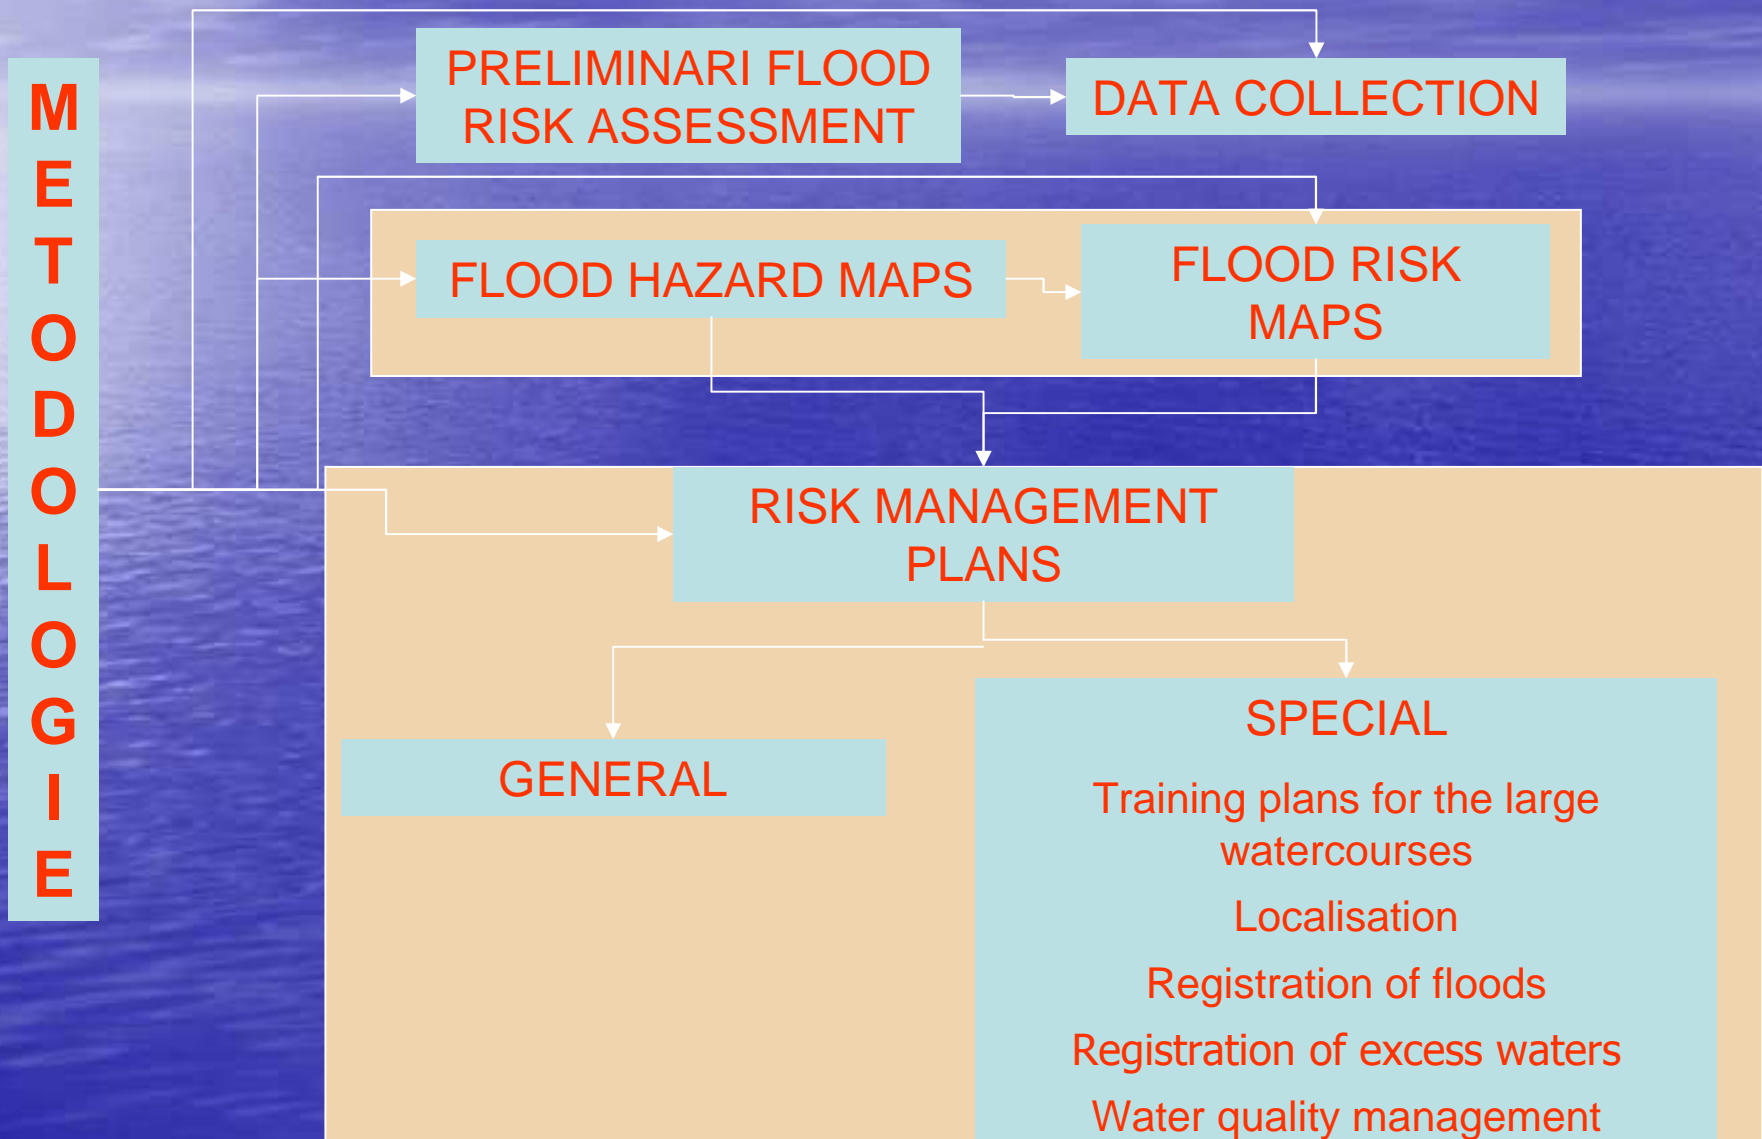 METODOLOGIE
PRELIMINARI FLOOD
RISK ASSESSMENT
DATA COLLECTION
FLOOD HAZARD MAPS
FLOOD RISK
MAPS
RISK MANAGEMENT
PLANS
GENERAL
SPECIAL
Training plans for the large
watercourses
Localisation
Registration of floods
Registration of excess waters
Water quality management